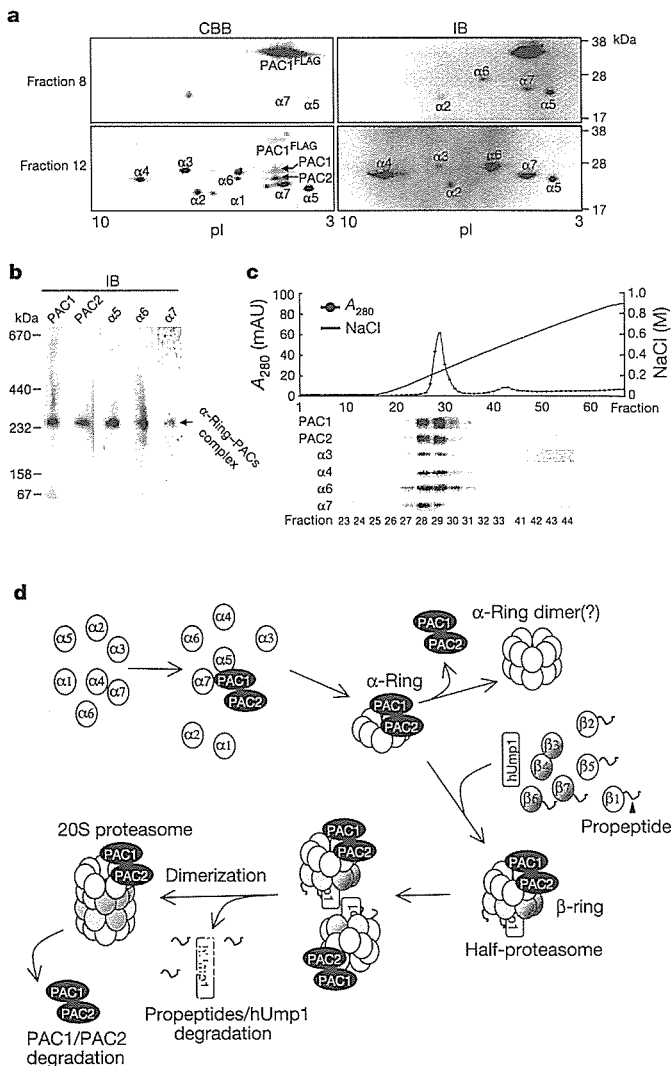 a
CBB
IB
Fraction 8
PAC1FLAG
α7
α5
α6
α2
α7
α5
38 kDa
28
17
Fraction 12
α4
α3
α2
α6
α1
PAC1FLAG
PAC1
PAC2
α7
α5
α4
α3
α2
α6
α7
α5
38
28
17
10
pI
3
10
pI
3
b
IB
kDa
PAC1
PAC2
α5
α6
α7
670
440
232
158
67
α-Ring–PACs
complex
c
A280 (mAU)
100
80
60
40
20
0
A280
NaCl
1.0
0.8
0.6
0.4
0.2
0
NaCl (M)
1 10 20 30 40 50 60 Fraction
PAC1
PAC2
α3
α4
α6
α7
Fraction 23 24 25 26 27 28 29 30 31 32 33 41 42 43 44
d
α5
α2
α3
α1
α4
α7
α6
α4
α6
α3
α5
α7
PAC1
PAC2
α2
α1
α-Ring
PAC1
PAC2
PAC1
PAC2
α-Ring dimer(?)
hUmp1
β2
β3
β4
β5
β6
β7
β1
Propeptide
PAC1
PAC2
β-ring
Half-proteasome
PAC1
PAC2
PAC2
PAC1
Dimerization
Propeptides/hUmp1
degradation
20S proteasome
PAC1
PAC2
PAC1
PAC2
PAC1/PAC2
degradation